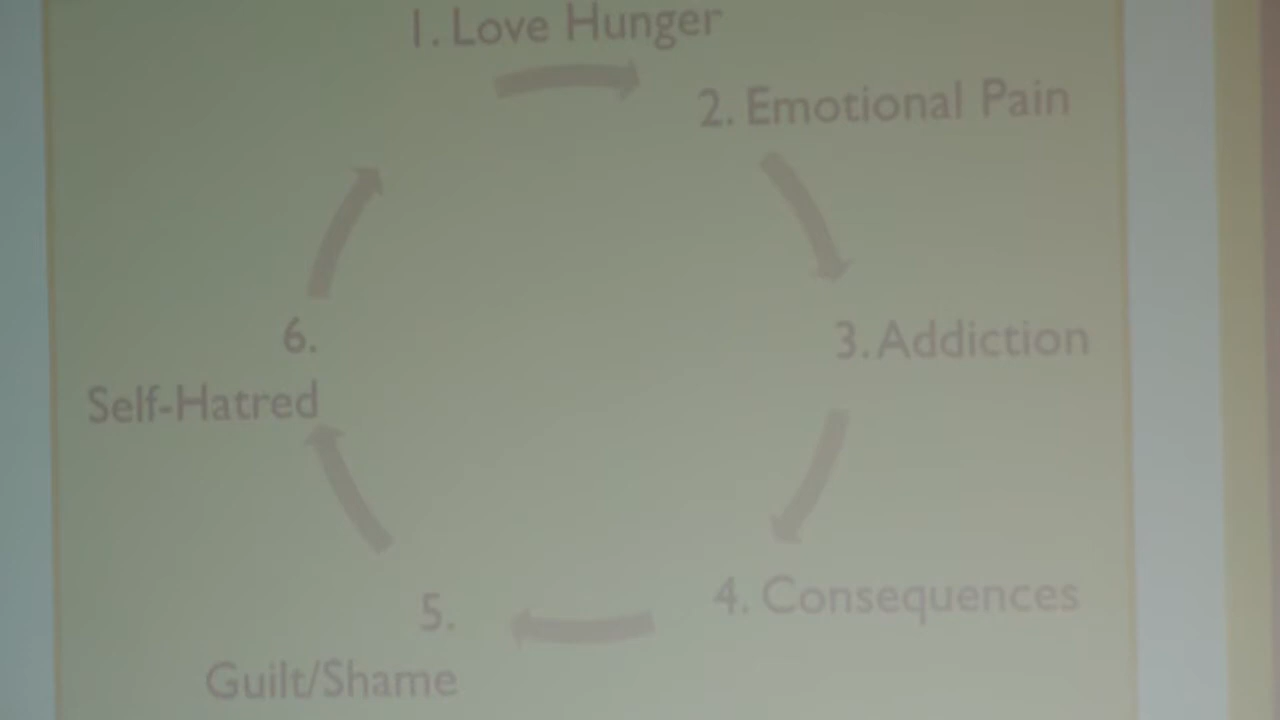 1. Love Hunger
2. Emotional Pain
3. Addiction
4. Consequences
5.
Guilt/Shame
6.
Self-Hatred